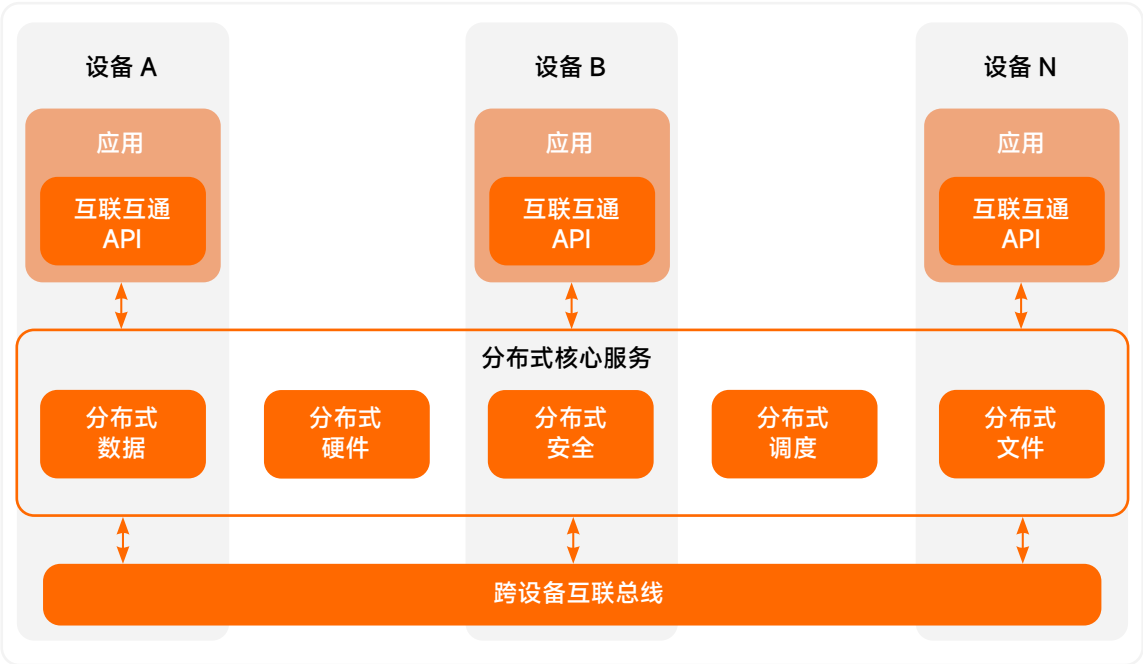 设备 A
设备 B
设备 N
应用
应用
应用
互联互通
API
互联互通
API
互联互通
API
分布式核心服务
分布式
数据
分布式
硬件
分布式
安全
分布式
调度
分布式
文件
跨设备互联总线